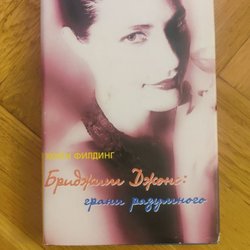 ХЕЛЕН ФИЛДИНГ
Бриджит Джонс:
грани разумного